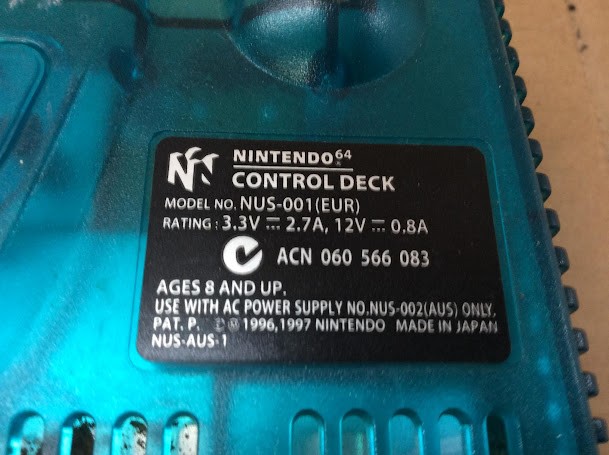 NINTENDO64
CONTROL DECK
MODEL NO. NUS-001(EUR)
RATING : 3.3V ⎓ 2.7A, 12V ⎓ 0.8A
ACN 060 566 083
AGES 8 AND UP.
USE WITH AC POWER SUPPLY NO.NUS-002(AUS) ONLY.
PAT. P. © Ⓜ 1996,1997 NINTENDO MADE IN JAPAN
NUS-AUS-1